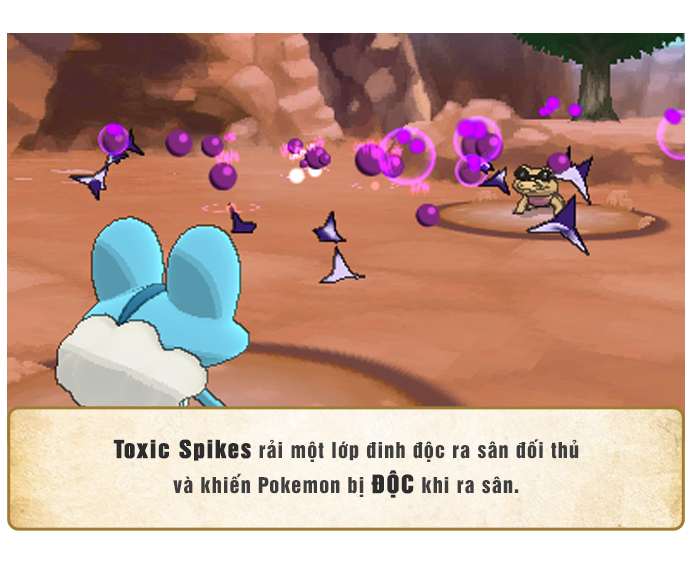 Toxic Spikes rải một lớp đinh độc ra sân đối thủ
và khiến Pokemon bị ĐỘC khi ra sân.